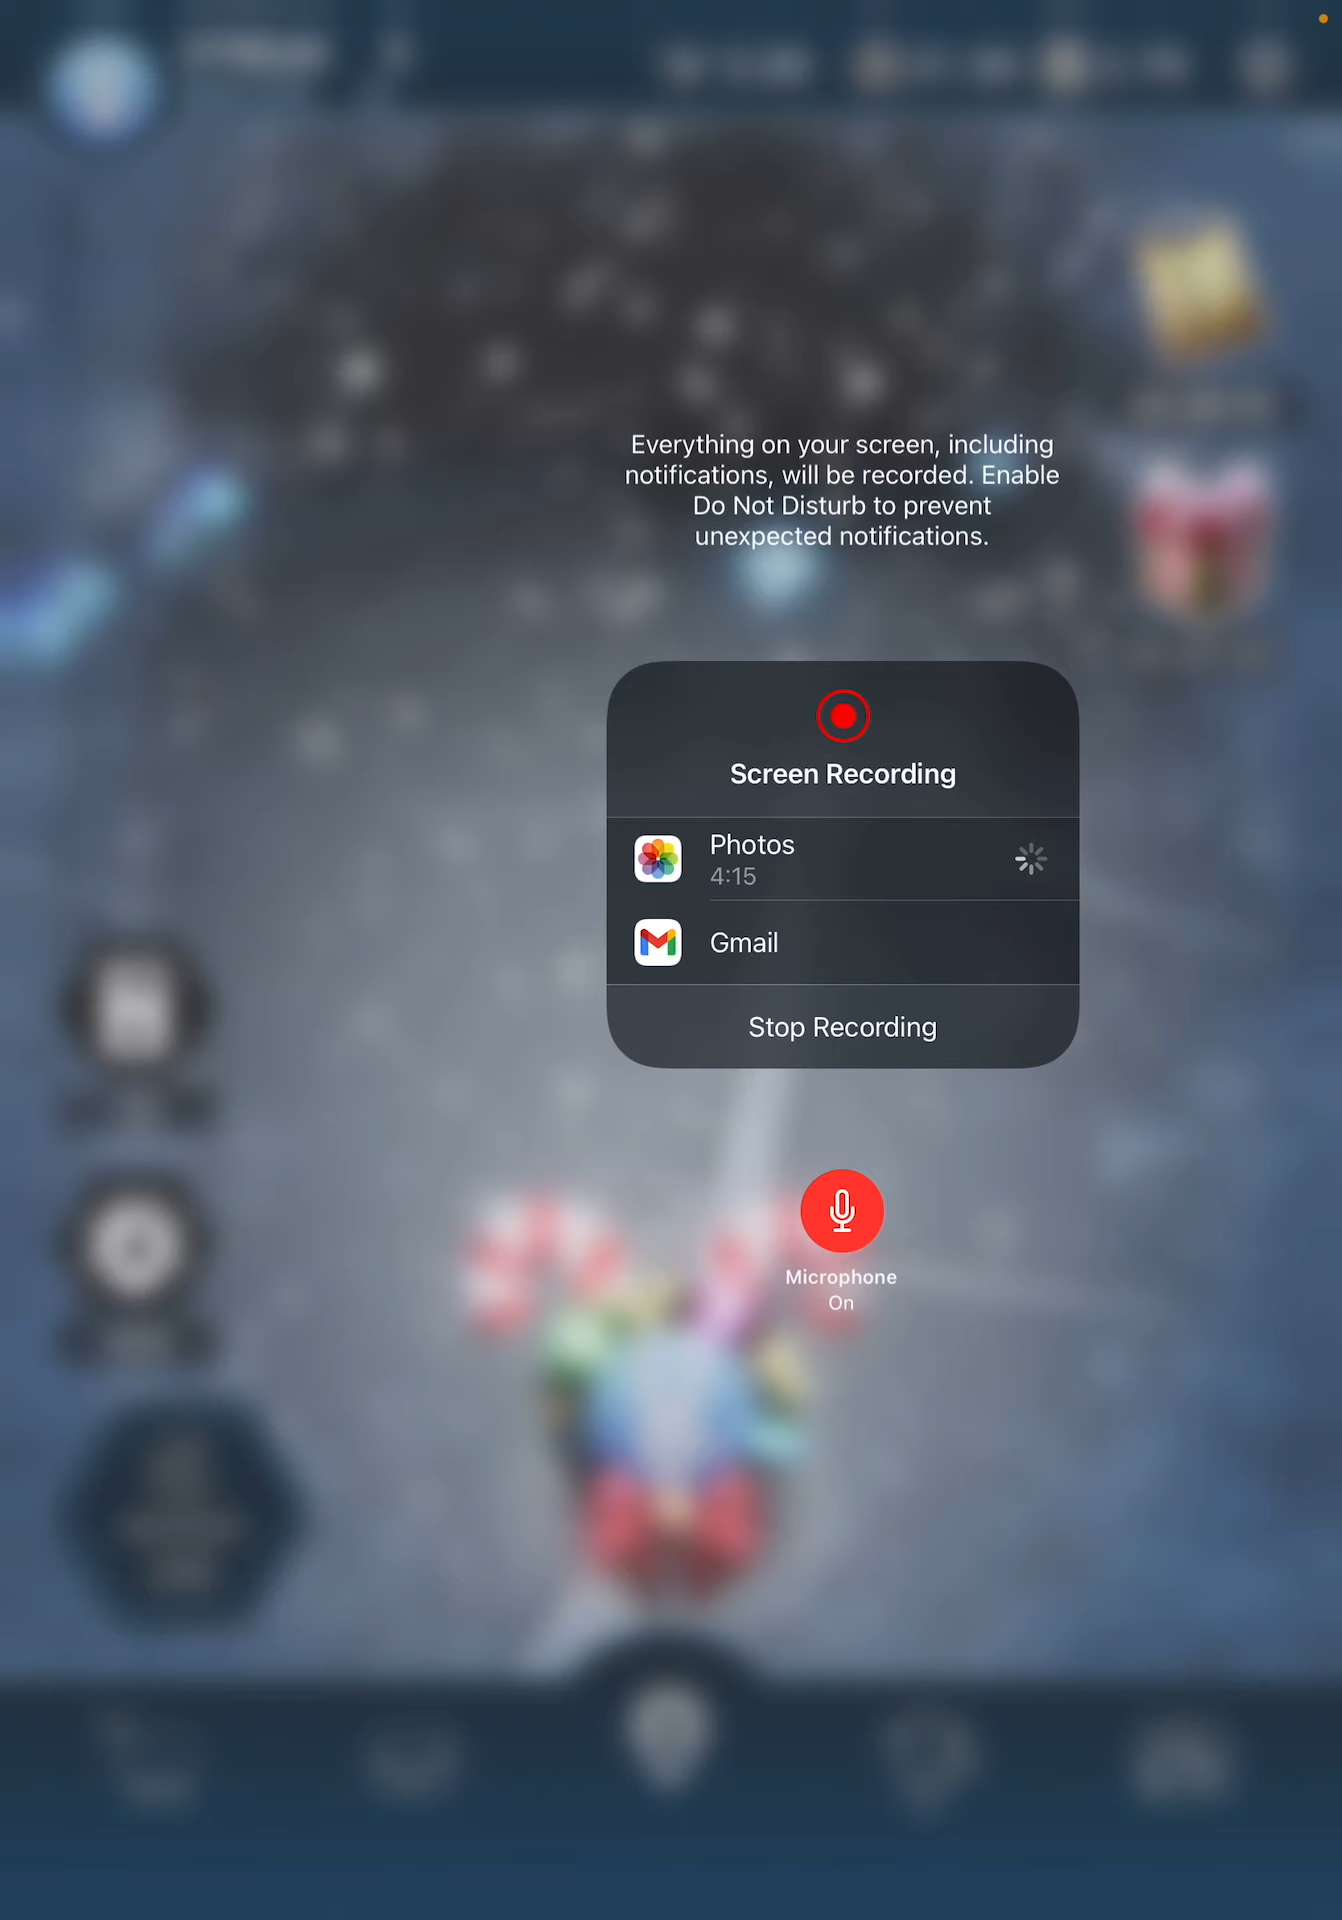 Everything on your screen, including
notifications, will be recorded. Enable
Do Not Disturb to prevent
unexpected notifications.
Screen Recording
Photos
4:15
Gmail
Stop Recording
Microphone
On